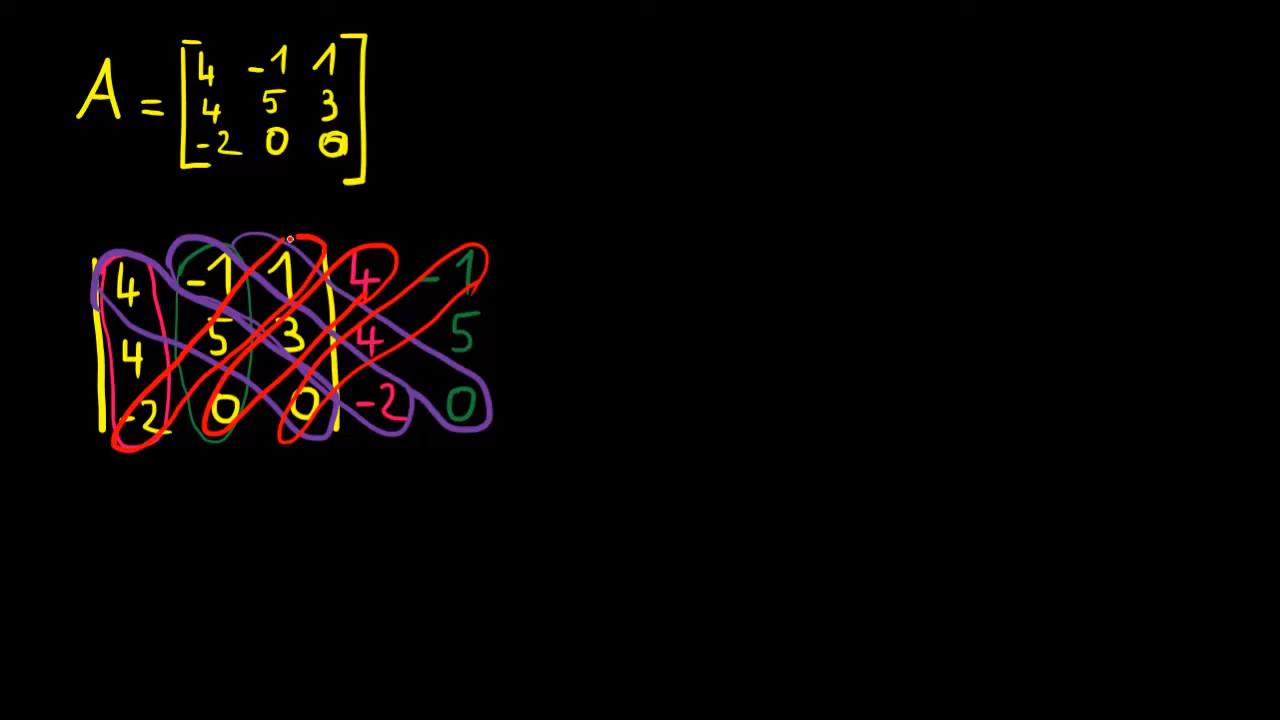 A = [4 -1 1
4 5 3
-2 0 0]
4 -1 1 4 -1
4 5 3 4 5
-2 0 0 -2 0